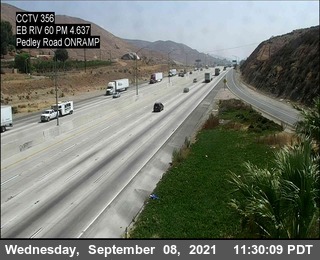 CCTV 356
EB RIV 60 PM 4.637
Pedley Road ONRAMP
Wednesday, September 08, 2021 11:30:09 PDT